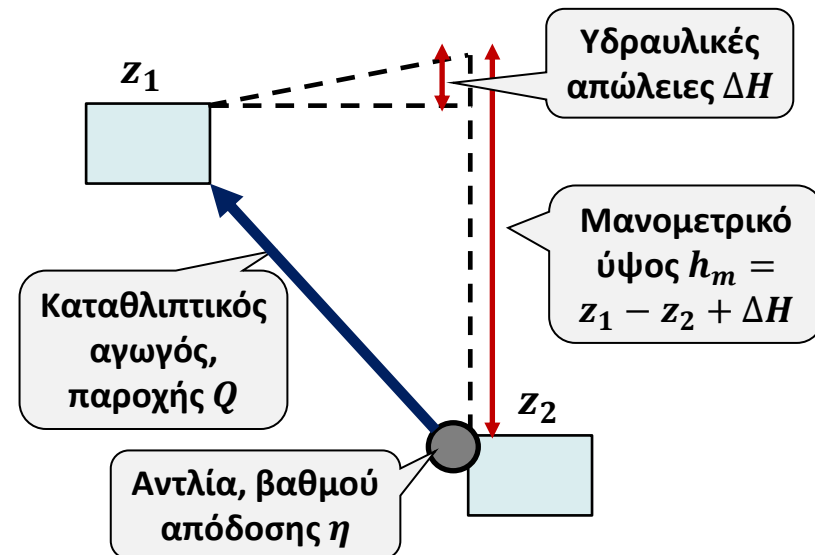 Υδραυλικές
απώλειες ΔH
z₁
Μανομετρικό
ύψος hₘ =
z₁ − z₂ + ΔH
Καταθλιπτικός
αγωγός,
παροχής Q
z₂
Αντλία, βαθμού
απόδοσης η